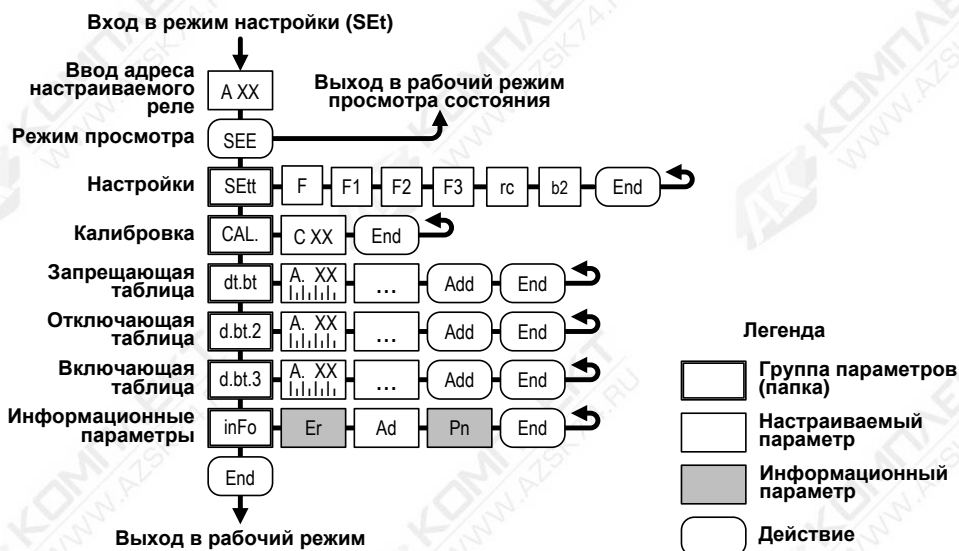 Вход в режим настройки (SEt)
Ввод адреса
настраиваемого
реле
A XX
Выход в рабочий режим
просмотра состояния
Режим просмотра
SEE
Настройки
SEtt F F1 F2 F3 rc b2 End
Калибровка
CAL. C XX End
Запрещающая
таблица
dt.bt A. XX ... Add End
Отключающая
таблица
d.bt.2 A. XX ... Add End
Включающая
таблица
d.bt.3 A. XX ... Add End
Информационные
параметры
inFo Er Ad Pn End
End
Выход в рабочий режим
Легенда
Группа параметров
(папка)
Настраиваемый
параметр
Информационный
параметр
Действие